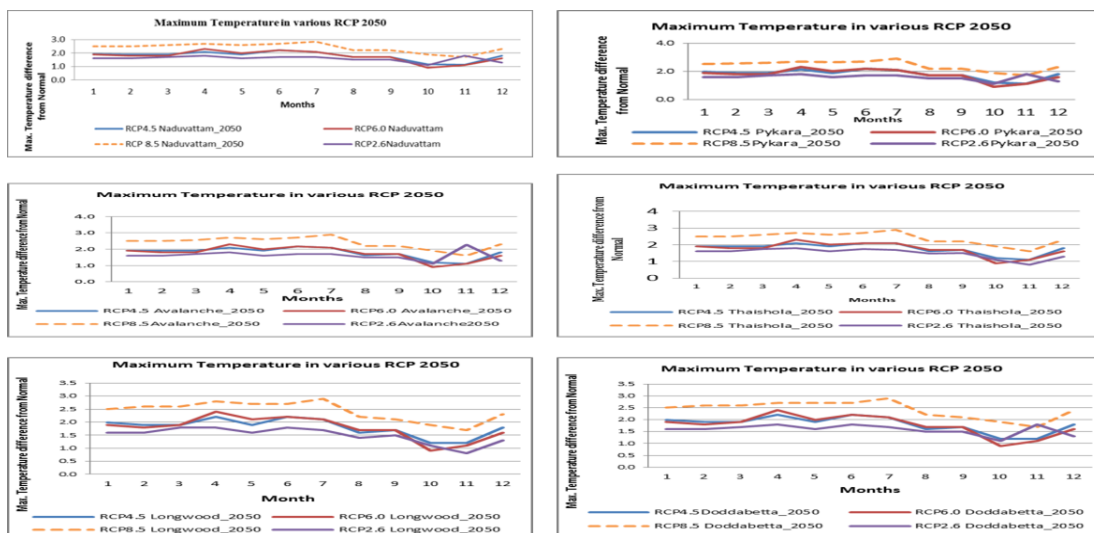 Maximum Temperature in various RCP 2050
Max. Temperature difference
from Normal
3.0
2.0
1.0
0.0
1 2 3 4 5 6 7 8 9 10 11 12
Months
RCP4.5 Naduvattam_2050 RCP6.0 Naduvattam
RCP 8.5 Naduvattam_2050 RCP2.6Naduvattam
Maximum Temperature in various RCP 2050
Max. Temperature difference
from Normal
4.0
2.0
0.0
1 2 3 4 5 6 7 8 9 10 11 12
Months
RCP4.5 Pykara_2050 RCP6.0 Pykara_2050
RCP8.5Pykara_2050 RCP2.6Pykara_2050
Maximum Temperature in various RCP 2050
Max. Temperature difference from Normal
4.0
3.0
2.0
1.0
0.0
1 2 3 4 5 6 7 8 9 10 11 12
Months
RCP4.5 Avalanche_2050 RCP6.0 Avalanche_2050
RCP8.5Avalanche_2050 RCP2.6Avalanche2050
Maximum Temperature in various RCP 2050
Max. Temperature difference from
Normal
4
3
2
1
0
1 2 3 4 5 6 7 8 9 10 11 12
Months
RCP4.5 Thaishola_2050 RCP6.0 Thaishola_2050
RCP8.5 Thaishola_2050 RCP2.6 Thaishola_2050
Maximum Temperature in various RCP 2050
Max. Temperature difference from Normal
3.5
3.0
2.5
2.0
1.5
1.0
0.5
0.0
1 2 3 4 5 6 7 8 9 10 11 12
Month
RCP4.5 Longwood_2050 RCP6.0 Longwood_2050
RCP8.5 Longwood_2050 RCP2.6 Longwood_2050
Maximum Temperature in various RCP 2050
Max. Temperature difference from Normal
3.5
3.0
2.5
2.0
1.5
1.0
0.5
0.0
1 2 3 4 5 6 7 8 9 10 11 12
Month
RCP4.5Doddabetta_2050 RCP6.0 Doddabetta_2050
RCP8.5 Doddabetta_2050 RCP2.6 Doddabetta_2050